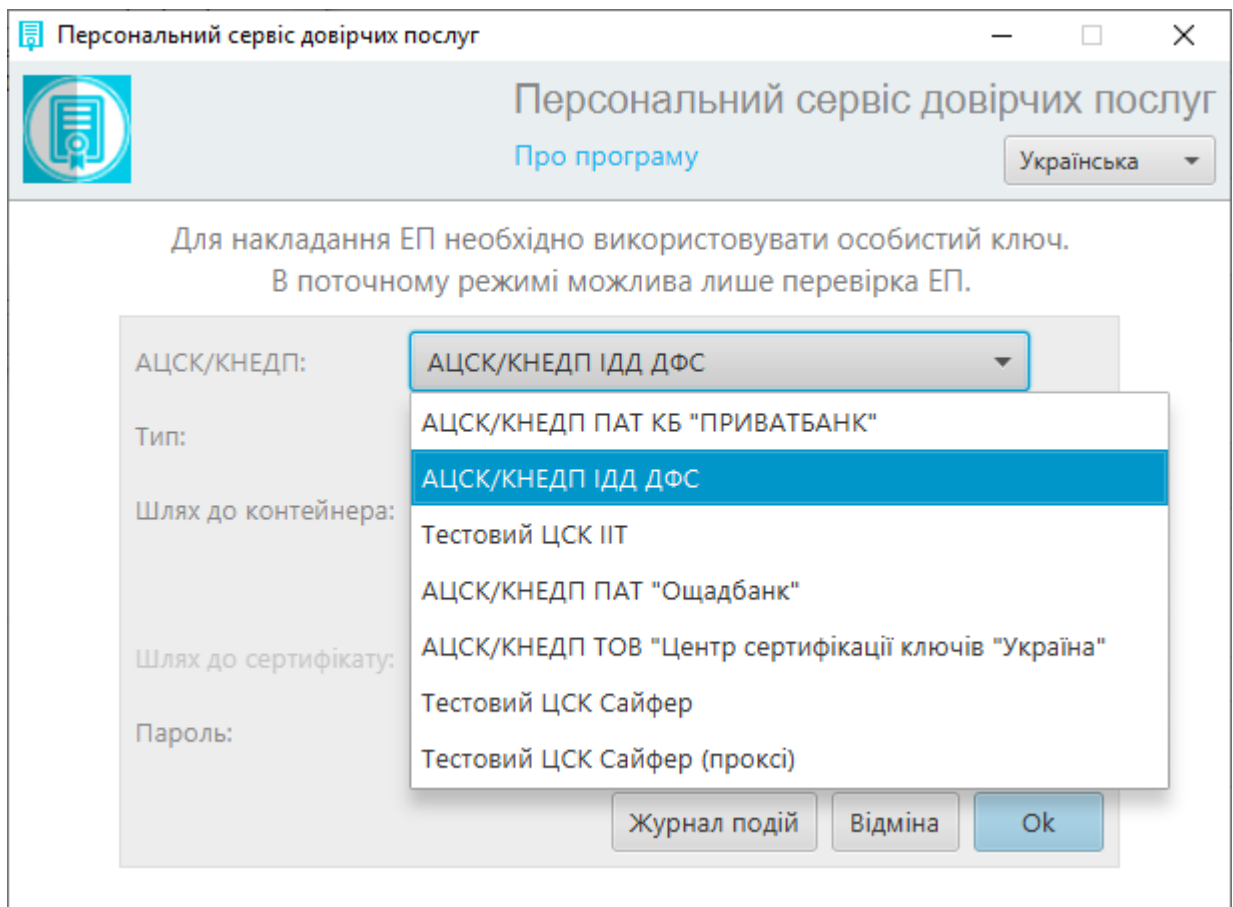 Персональний сервіс довірчих послуг
Персональний сервіс довірчих послуг
Про програму
Українська
Для накладання ЕП необхідно використовувати особистий ключ.
В поточному режимі можлива лише перевірка ЕП.
АЦСК/КНЕДП:
АЦСК/КНЕДП ІДД ДФС
АЦСК/КНЕДП ПАТ КБ "ПРИВАТБАНК"
Тип:
АЦСК/КНЕДП ІДД ДФС
Шлях до контейнера:
Тестовий ЦСК ІІТ
АЦСК/КНЕДП ПАТ "Ощадбанк"
АЦСК/КНЕДП ТОВ "Центр сертифікації ключів "Україна"
Шлях до сертифікату:
Тестовий ЦСК Сайфер
Пароль:
Тестовий ЦСК Сайфер (проксі)
Журнал подій
Відміна
Ok